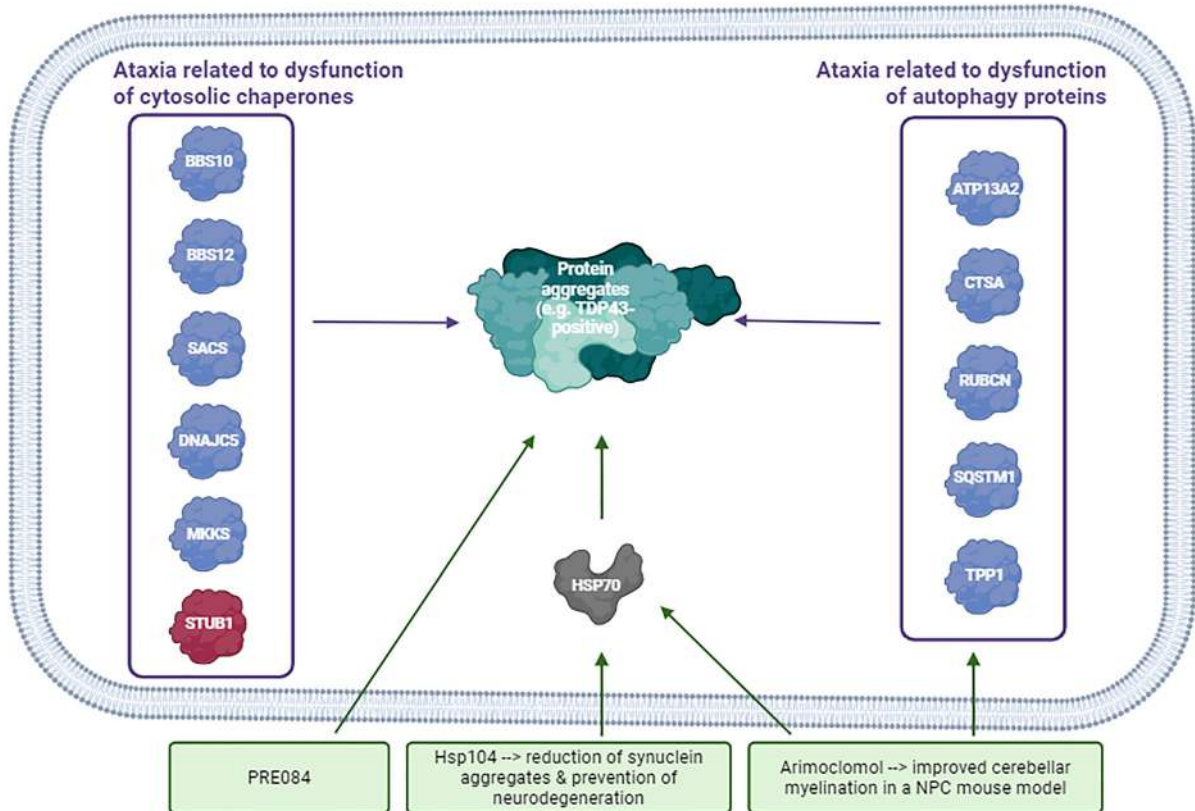 Ataxia related to dysfunction
of cytosolic chaperones
BBS10
BBS12
SACS
DNAJC5
MKKS
STUB1
Protein
aggregates
(e.g. TDP43-
positive)
HSP70
Ataxia related to dysfunction
of autophagy proteins
ATP13A2
CTSA
RUBCN
SQSTM1
TPP1
PRE084
Hsp104 --> reduction of synuclein
aggregates & prevention of
neurodegeneration
Arimoclomol --> improved cerebellar
myelination in a NPC mouse model